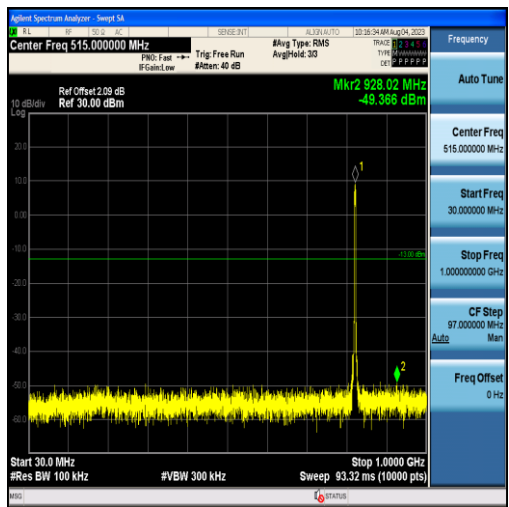 Agilent Spectrum Analyzer - Swept SA
RL RF 50 Ω AC SENSE:INT ALIGN AUTO 10:16:34 AM Aug 04, 2023
Center Freq 515.000000 MHz
PNO: Fast
IFGain:Low
Trig: Free Run
#Atten: 40 dB
#Avg Type: RMS
Avg|Hold: 3/3
TRACE 1 2 3 4 5 6
TYPE MWWWWW
DET P P P P P P
Frequency
Ref Offset 2.09 dB
10 dB/div Ref 30.00 dBm
Log
Mkr2 928.02 MHz
-49.366 dBm
20.0
10.0
0.00
-10.0
-20.0
-30.0
-40.0
-50.0
-60.0
1
-13.00 dBm
2
Start 30.0 MHz Stop 1.0000 GHz
#Res BW 100 kHz #VBW 300 kHz Sweep 93.32 ms (10000 pts)
Auto Tune
Center Freq
515.000000 MHz
Start Freq
30.000000 MHz
Stop Freq
1.000000000 GHz
CF Step
97.000000 MHz
Auto Man
Freq Offset
0 Hz
MSG STATUS